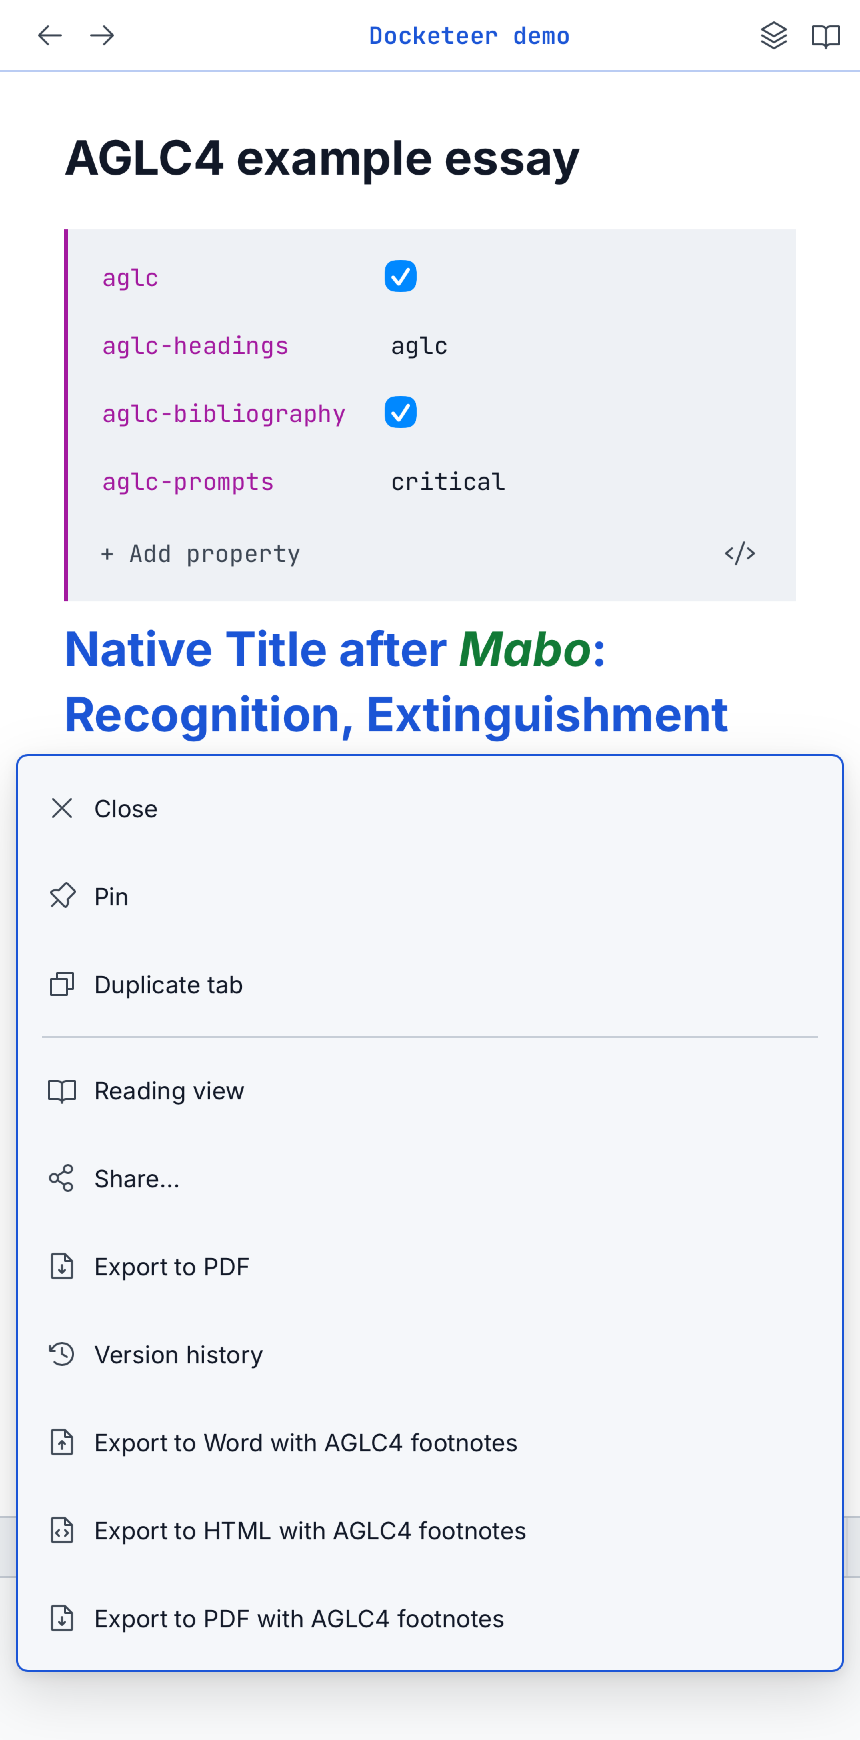 Docketeer demo
AGLC4 example essay
aglc
aglc-headings aglc
aglc-bibliography
aglc-prompts critical
+ Add property </>
Native Title after Mabo:
Recognition, Extinguishment
Close
Pin
Duplicate tab
Reading view
Share...
Export to PDF
Version history
Export to Word with AGLC4 footnotes
Export to HTML with AGLC4 footnotes
Export to PDF with AGLC4 footnotes